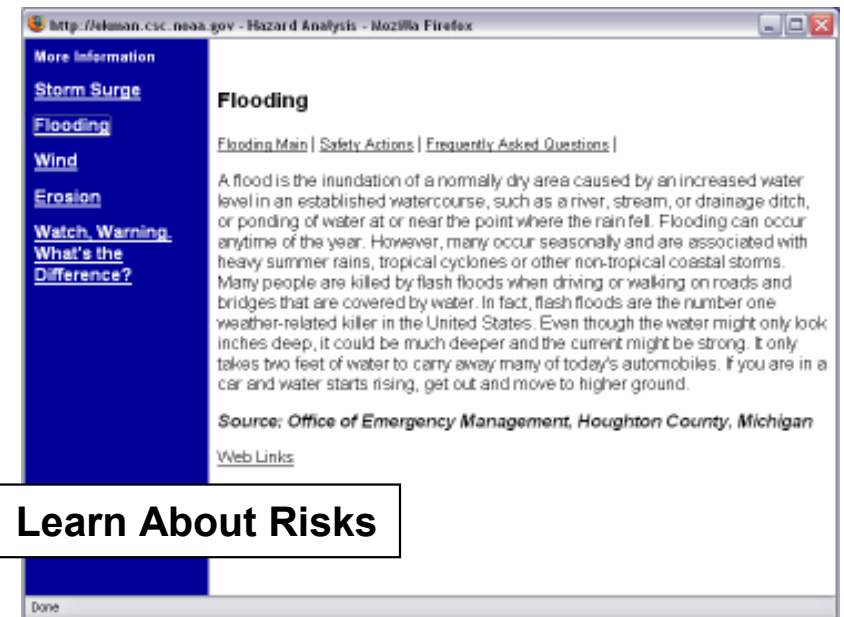 http://ekman.csc.noaa.gov - Hazard Analysis - Mozilla Firefox
More Information
Storm Surge
Flooding
Wind
Erosion
Watch, Warning,
What's the
Difference?
Flooding
Flooding Main | Safety Actions | Frequently Asked Questions |
A flood is the inundation of a normally dry area caused by an increased water
level in an established watercourse, such as a river, stream, or drainage ditch,
or ponding of water at or near the point where the rain fell. Flooding can occur
anytime of the year. However, many occur seasonally and are associated with
heavy summer rains, tropical cyclones or other non-tropical coastal storms.
Many people are killed by flash floods when driving or walking on roads and
bridges that are covered by water. In fact, flash floods are the number one
weather-related killer in the United States. Even though the water might only look
inches deep, it could be much deeper and the current might be strong. It only
takes two feet of water to carry away many of today's automobiles. If you are in a
car and water starts rising, get out and move to higher ground.
Source: Office of Emergency Management, Houghton County, Michigan
Web Links
Learn About Risks
Done